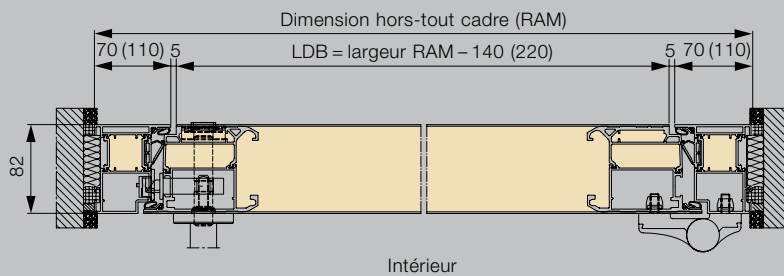 Dimension hors-tout cadre (RAM)
70 (110) 5 LDB = largeur RAM – 140 (220) 5 70 (110)
82
Intérieur